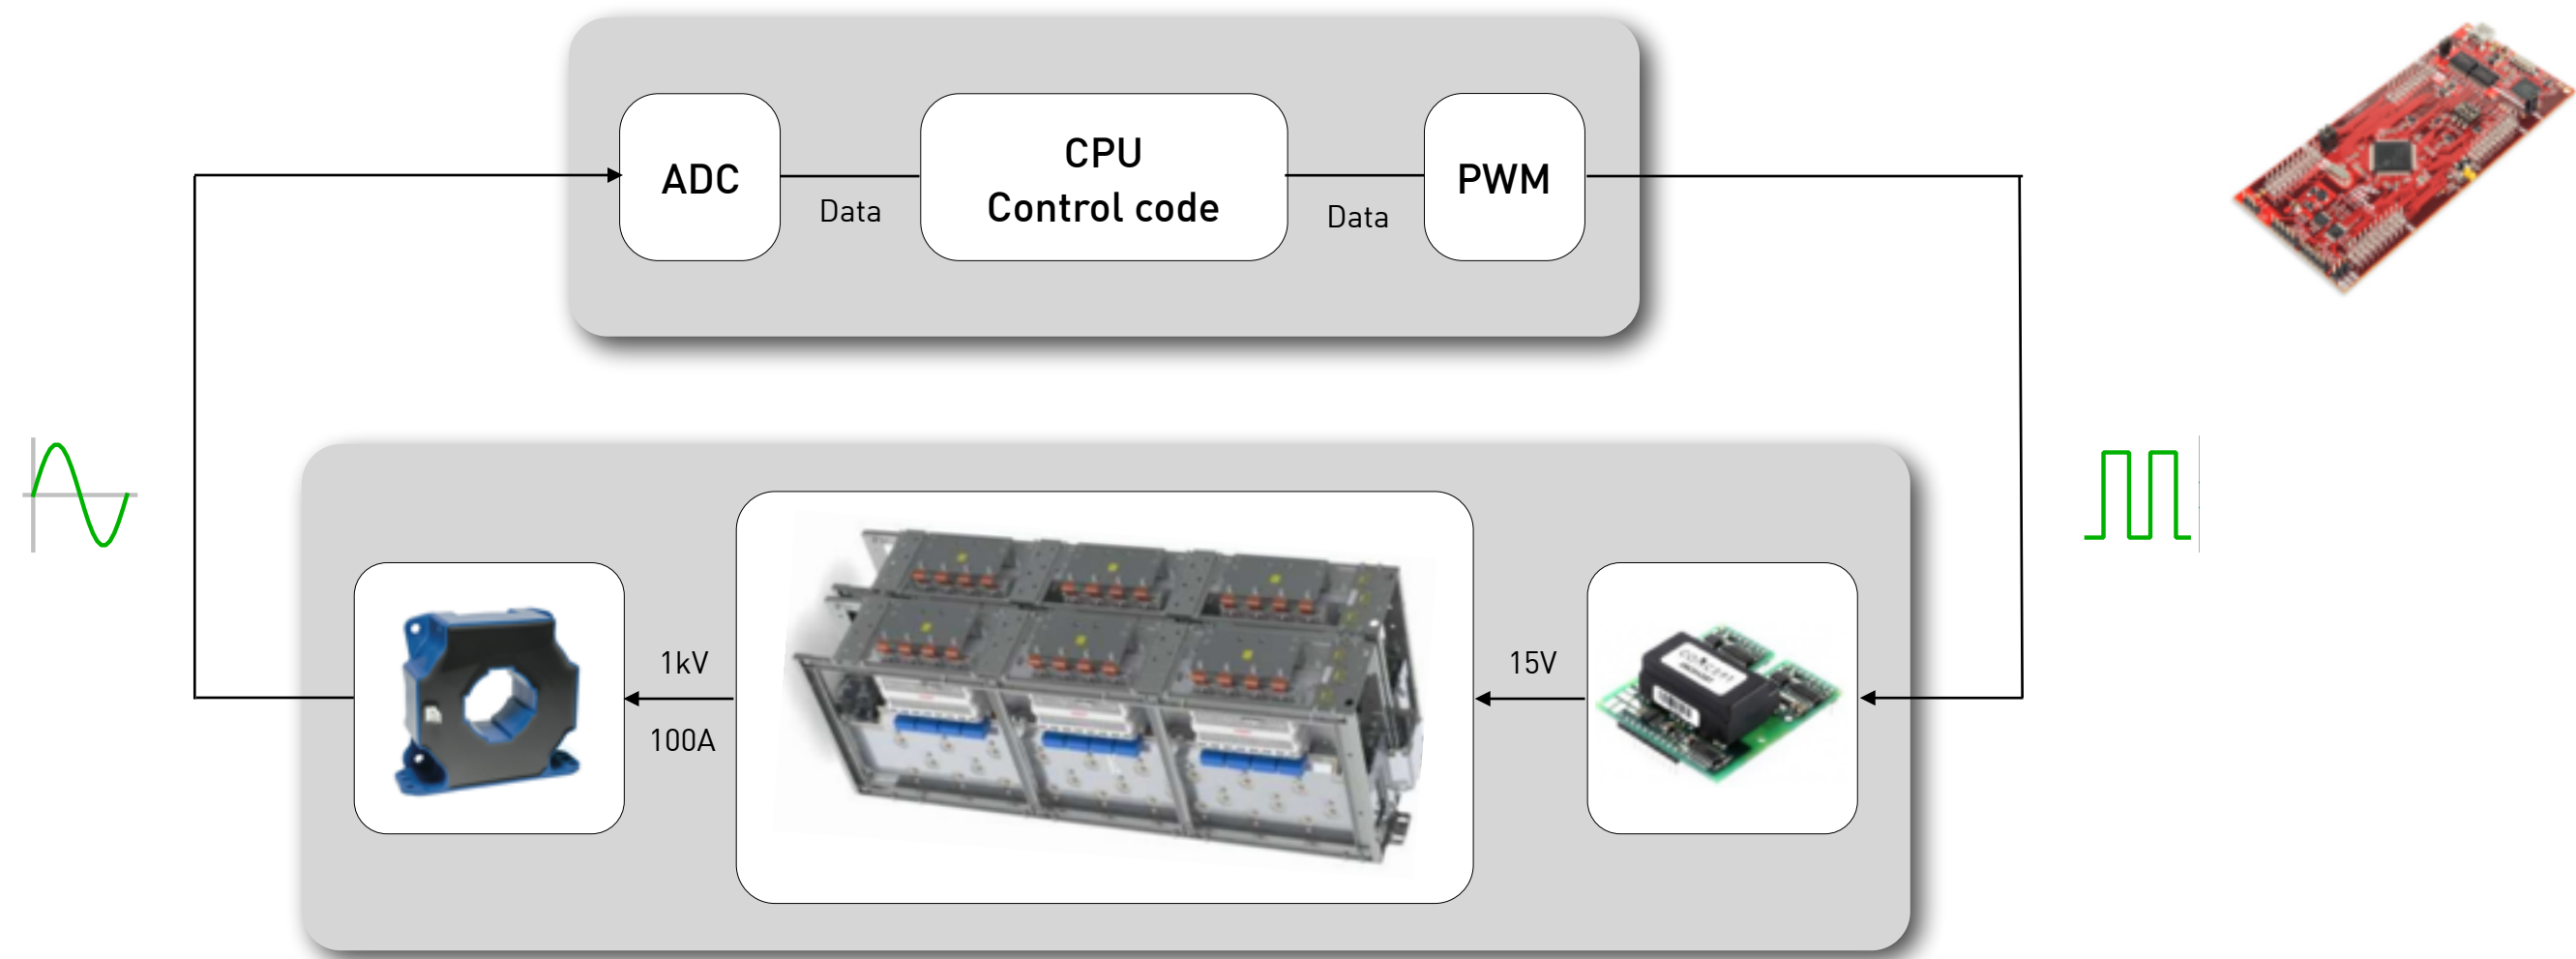 ADC
Data
CPU
Control code
Data
PWM
1kV
100A
15V